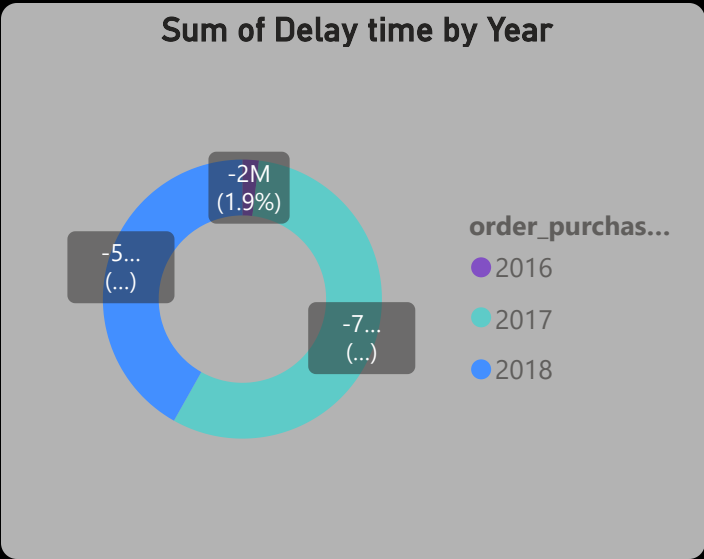 Sum of Delay time by Year
-2M
(1.9%)
-5...
(...)
-7...
(...)
order_purchas...
2016
2017
2018